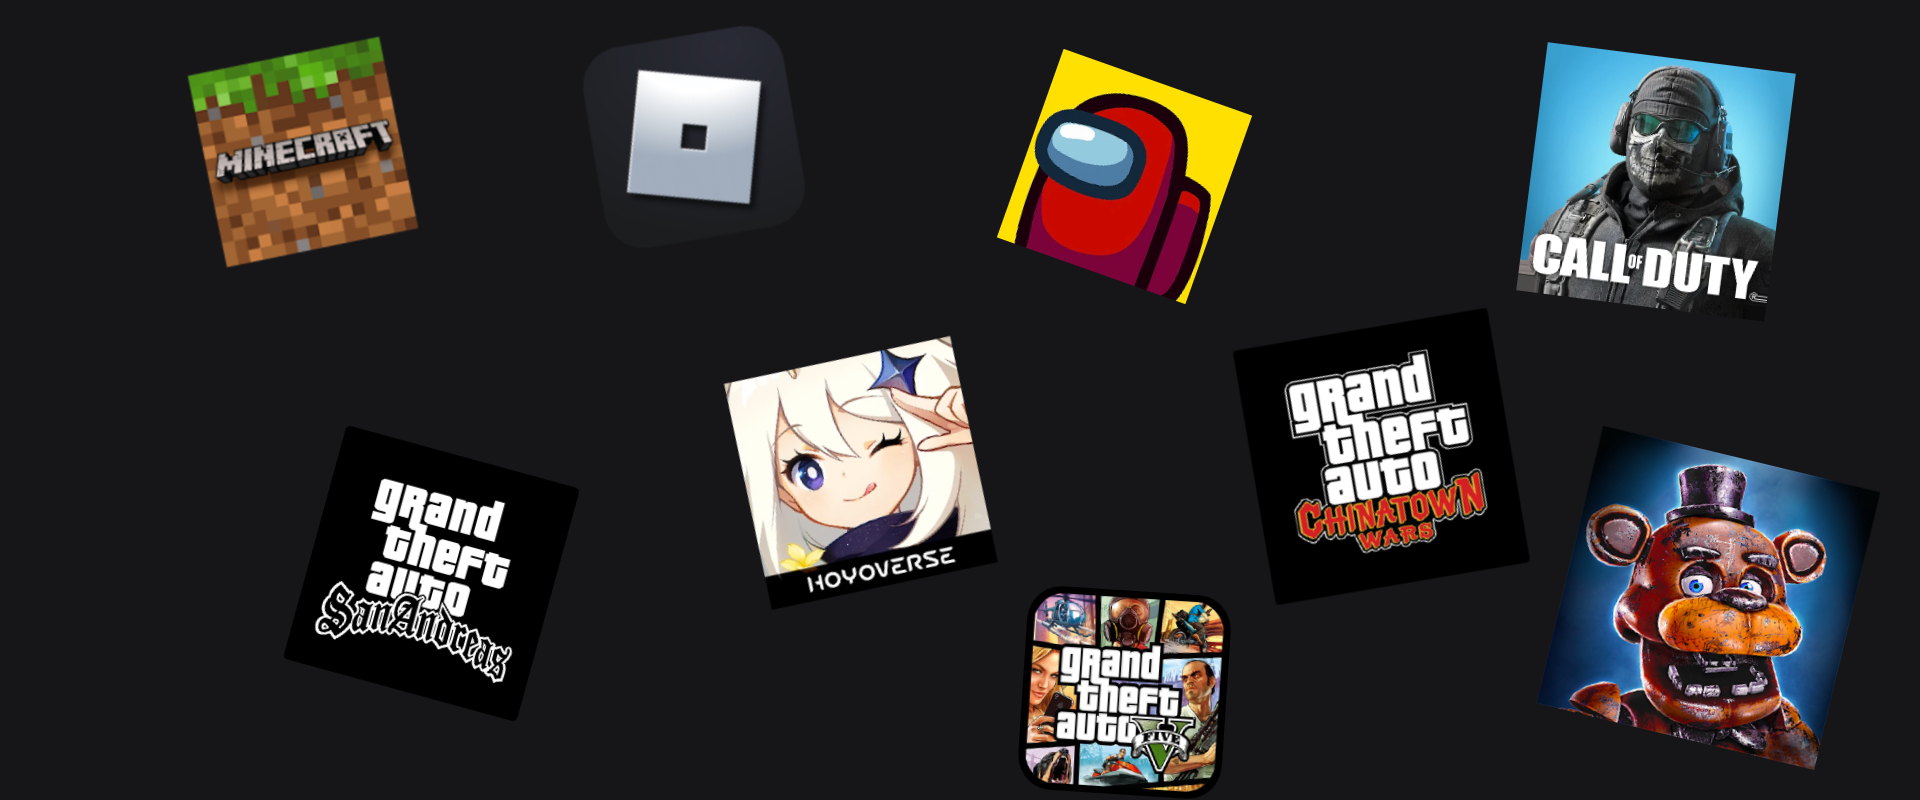 MINECRAFT
CALL OF DUTY
grand
theft
auto
San Andreas
HOYOVERSE
grand
theft
auto
CHINATOWN
WARS
grand
theft
auto V
FIVE